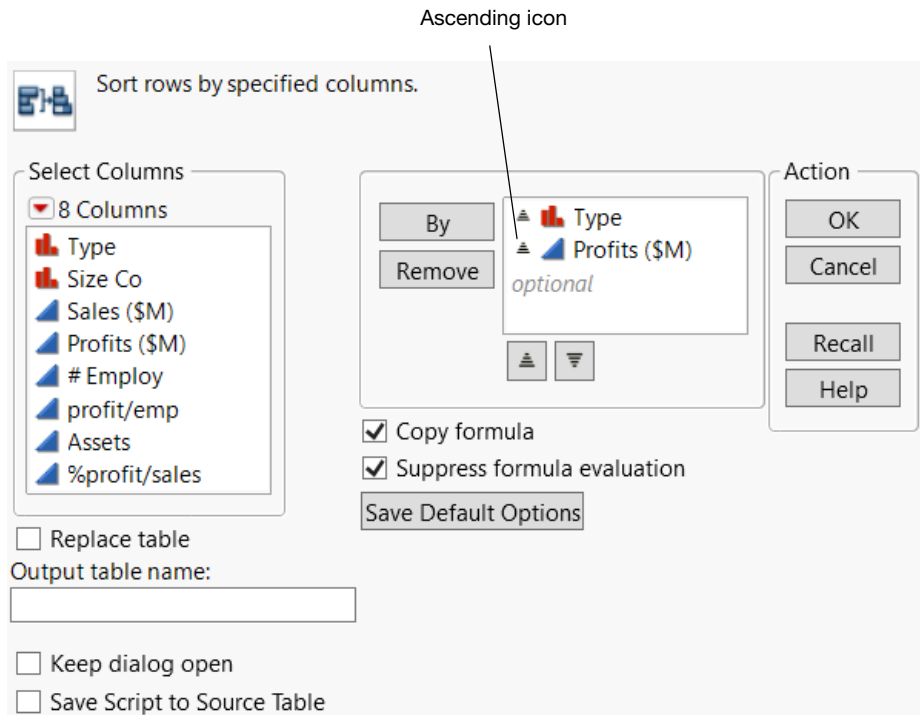 Ascending icon
Sort rows by specified columns.
Select Columns
8 Columns
Type
Size Co
Sales ($M)
Profits ($M)
# Employ
profit/emp
Assets
%profit/sales
By
Remove
Type
Profits ($M)
optional
Action
OK
Cancel
Recall
Help
Copy formula
Suppress formula evaluation
Save Default Options
Replace table
Output table name:
Keep dialog open
Save Script to Source Table